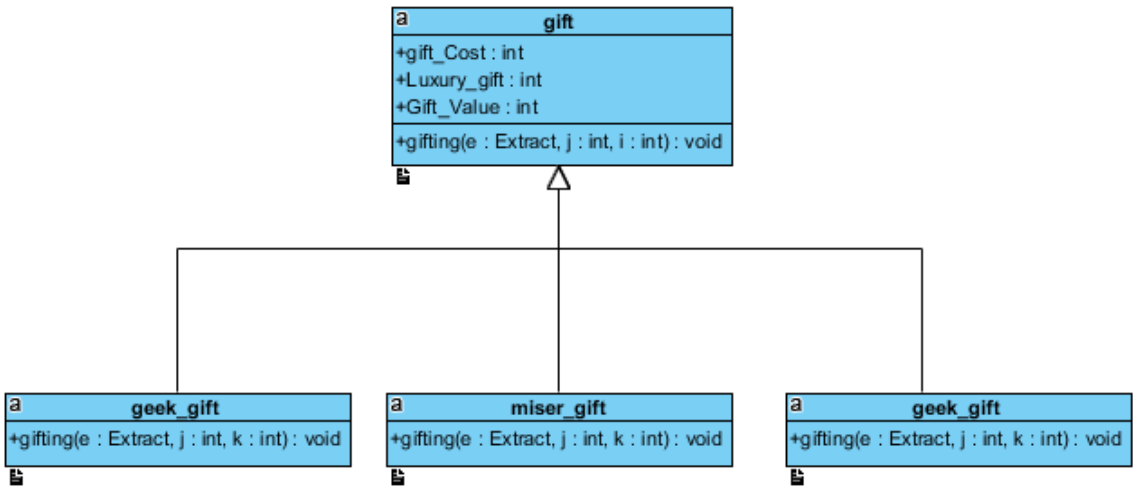 a
gift
+gift_Cost : int
+Luxury_gift : int
+Gift_Value : int
+gifting(e : Extract, j : int, i : int) : void
a
geek_gift
+gifting(e : Extract, j : int, k : int) : void
a
miser_gift
+gifting(e : Extract, j : int, k : int) : void
a
geek_gift
+gifting(e : Extract, j : int, k : int) : void